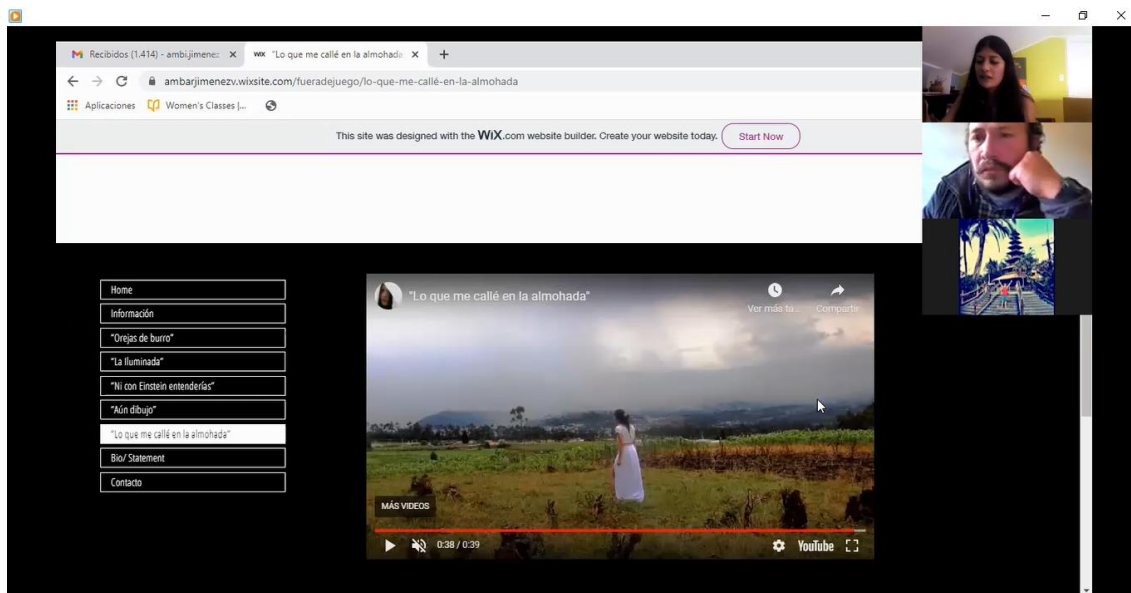 Recibidos (1.414) - ambi.jimenez
WiX "Lo que me callé en la almohada
ambarjimenezv.wixsite.com/fueradejuego/lo-que-me-callé-en-la-almohada
Aplicaciones
Women's Classes |...
This site was designed with the WiX.com website builder. Create your website today.
Start Now
Home
Información
"Orejas de burro"
"La Iluminada"
"Ni con Einstein entenderías"
"Aún dibujo"
"Lo que me callé en la almohada"
Bio/ Statement
Contacto
"Lo que me callé en la almohada"
Ver más ta...
Compartir
MÁS VIDEOS
0:38 / 0:39
YouTube